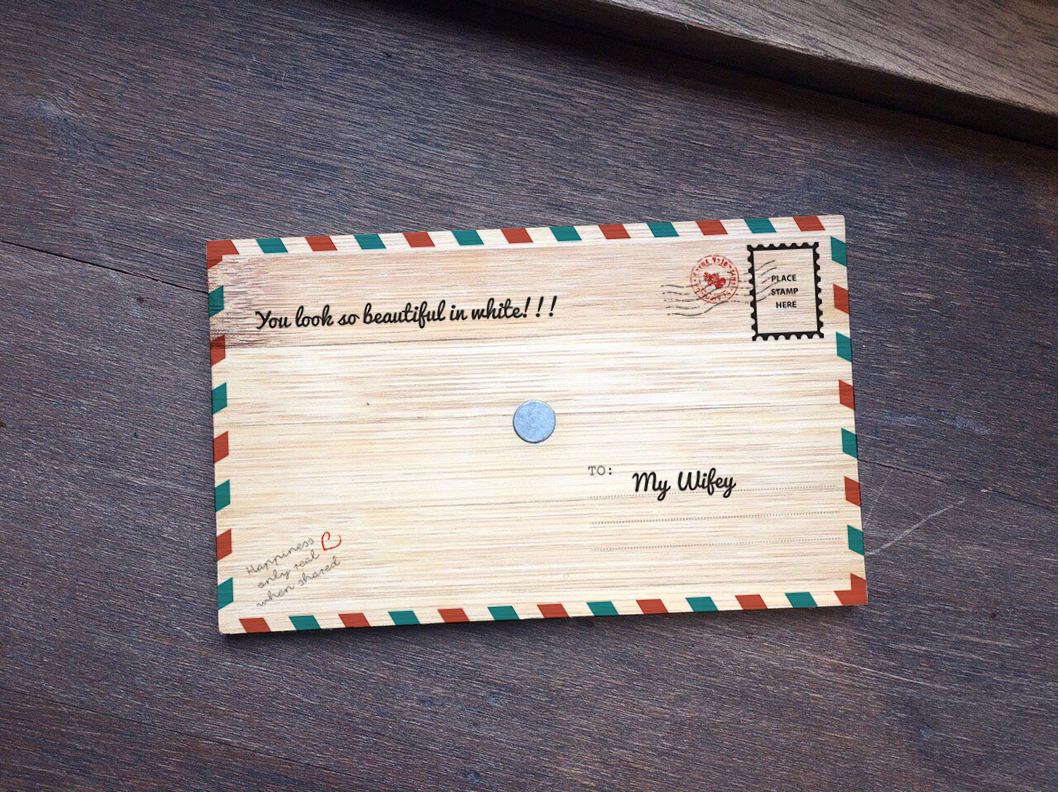 You look so beautiful in white!!!
PLACE
STAMP
HERE
TO:
My Wifey
Happiness
only real
when shared